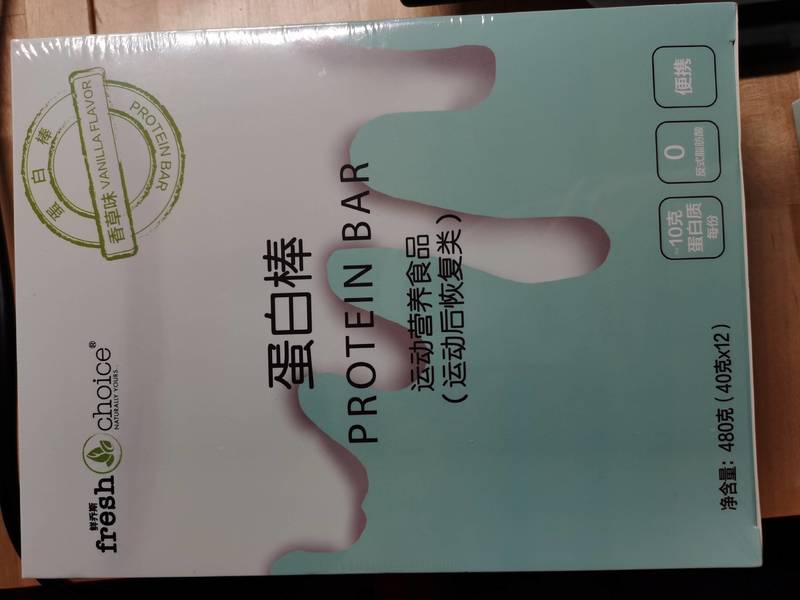 鲜乔斯
fresh choice®
NATURALLY YOURS.
蛋白棒
PROTEIN BAR
香草味 VANILLA FLAVOR
蛋白棒
PROTEIN BAR
运动营养食品
（运动后恢复类）
净含量：480克（40克x12）
~10克
蛋白质
每份
0
反式脂肪酸
便携